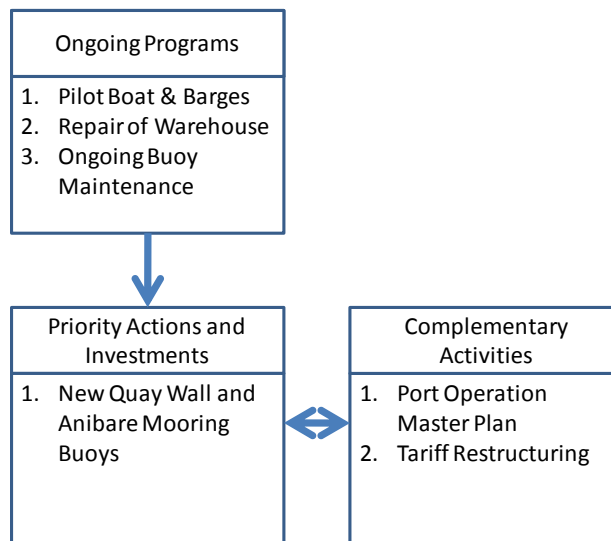 Ongoing Programs
1. Pilot Boat & Barges
2. Repair of Warehouse
3. Ongoing Buoy
Maintenance
Priority Actions and
Investments
1. New Quay Wall and
Anibare Mooring
Buoys
Complementary
Activities
1. Port Operation
Master Plan
2. Tariff Restructuring